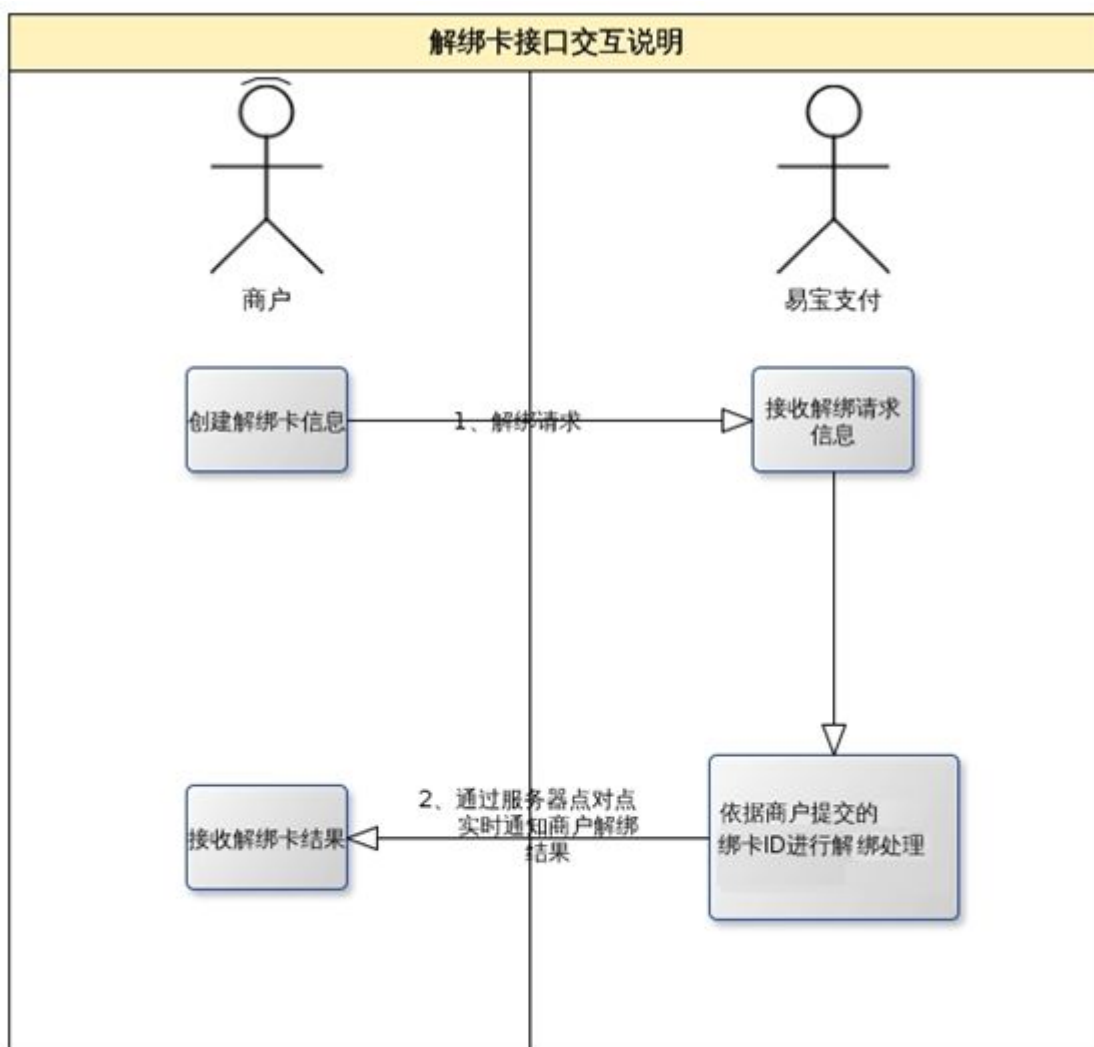 解绑卡接口交互说明
商户
易宝支付
创建解绑卡信息
1、解绑请求
接收解绑请求
信息
接收解绑卡结果
2、通过服务器点对点
实时通知商户解绑
结果
依据商户提交的
绑卡ID进行解绑处理